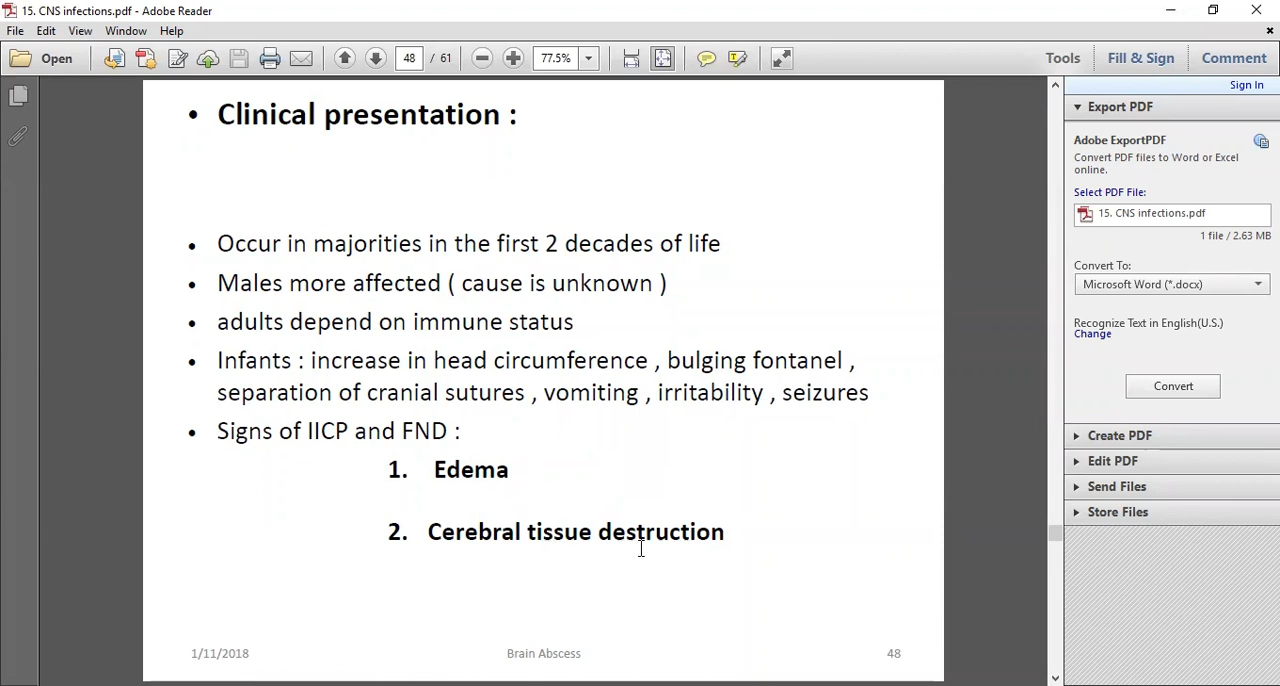 15. CNS infections.pdf - Adobe Reader
File Edit View Window Help
Open 48 / 61 77.5% Tools Fill & Sign Comment
Sign In
• Clinical presentation :
• Occur in majorities in the first 2 decades of life
• Males more affected ( cause is unknown )
• adults depend on immune status
• Infants : increase in head circumference , bulging fontanel ,
separation of cranial sutures , vomiting , irritability , seizures
• Signs of IICP and FND :
1. Edema
2. Cerebral tissue destruction
1/11/2018 Brain Abscess 48
Export PDF
Adobe ExportPDF
Convert PDF files to Word or Excel
online.
Select PDF File:
15. CNS infections.pdf
1 file / 2.63 MB
Convert To:
Microsoft Word (*.docx)
Recognize Text in English(U.S.)
Change
Convert
Create PDF
Edit PDF
Send Files
Store Files